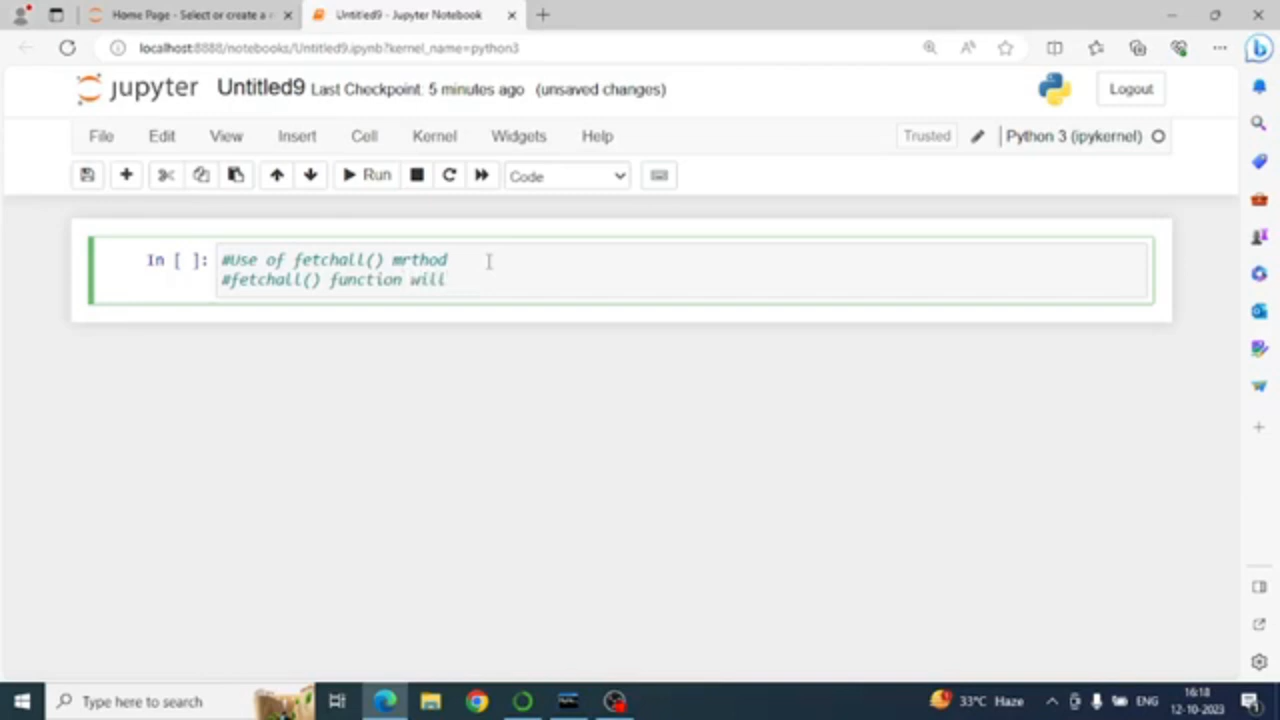 Home Page - Select or create a n
Untitled9 - Jupyter Notebook
localhost:8888/notebooks/Untitled9.ipynb?kernel_name=python3
jupyter Untitled9 Last Checkpoint: 5 minutes ago (unsaved changes)
Logout
File Edit View Insert Cell Kernel Widgets Help
Trusted Python 3 (ipykernel)
Run Code
In [ ]: #Use of fetchall() mrthod
#fetchall() function will
Type here to search
33°C Haze
ENG
16:18
12-10-2023